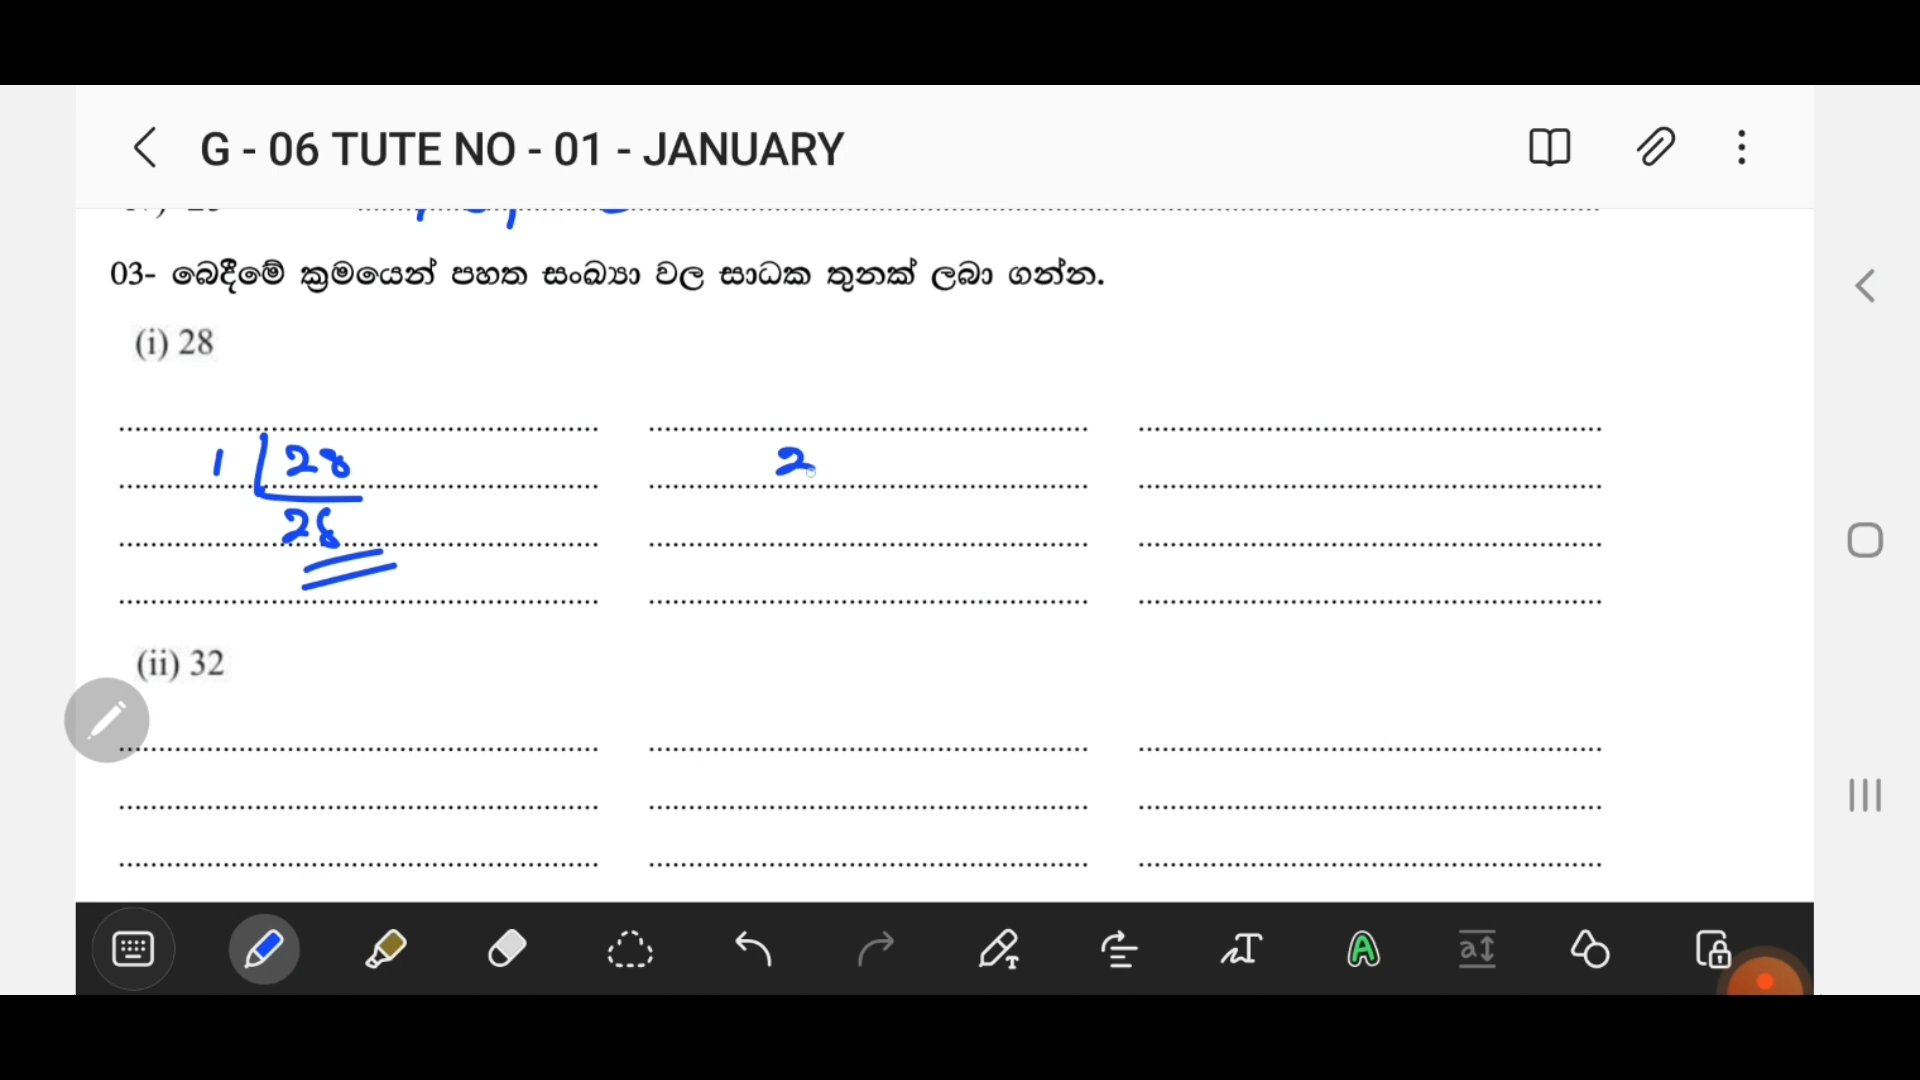 G - 06 TUTE NO - 01 - JANUARY
03- බෙදීමේ ක්‍රමයෙන් පහත සංඛ්‍යා වල සාධක තුනක් ලබා ගන්න.
(i) 28
1 28 2
28
(ii) 32